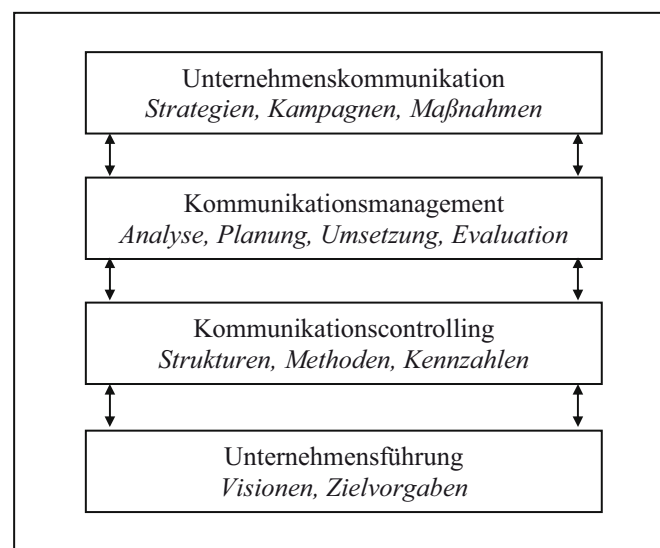 Unternehmenskommunikation
Strategien, Kampagnen, Maßnahmen
Kommunikationsmanagement
Analyse, Planung, Umsetzung, Evaluation
Kommunikationscontrolling
Strukturen, Methoden, Kennzahlen
Unternehmensführung
Visionen, Zielvorgaben